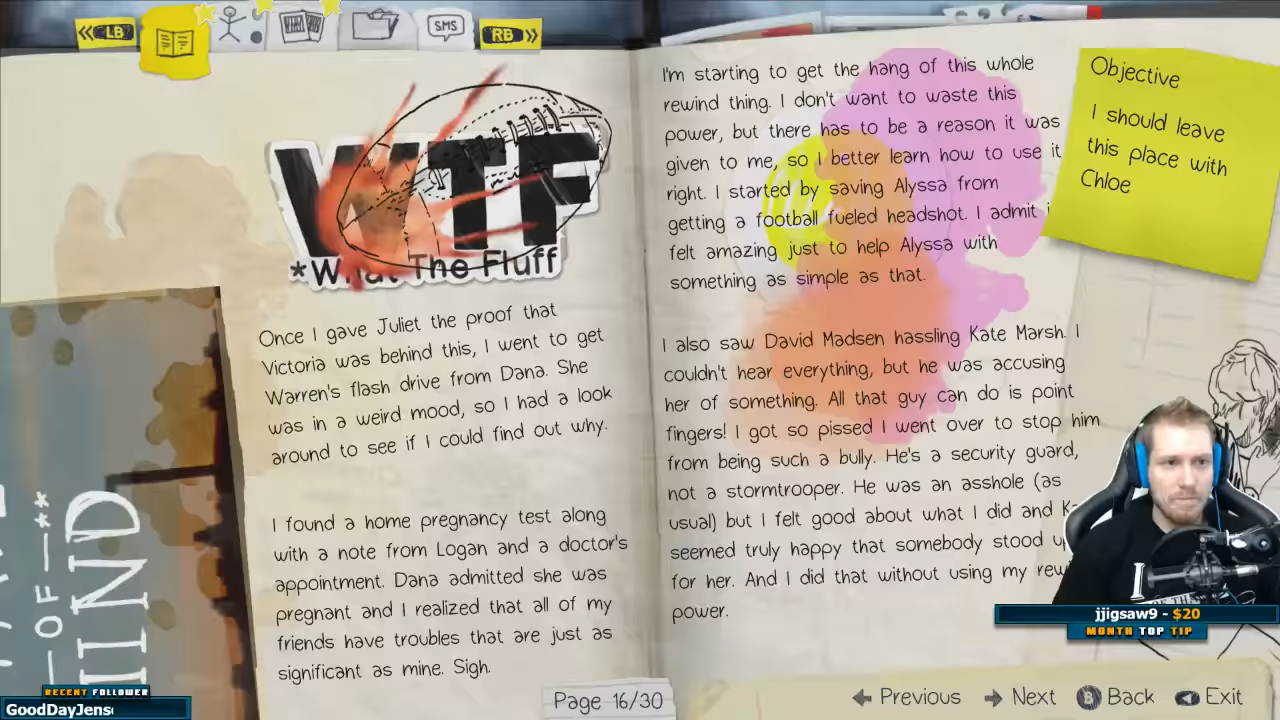 LB
SMS
RB
WTF
The Fluff
Once I gave Juliet the proof that
Victoria was behind this, I went to get
Warren's flash drive from Dana. She
was in a weird mood, so I had a look
around to see if I could find out why.
I found a home pregnancy test along
with a note from Logan and a doctor's
appointment. Dana admitted she was
pregnant and I realized that all of my
friends have troubles that are just as
significant as mine. Sigh.
OF
Page 16/30
I'm starting to get the hang of this whole
rewind thing. I don't want to waste this
power, but there has to be a reason it was
given to me, so I better learn how to use it
right. I started by saving Alyssa from
getting a football fueled headshot. I admit
felt amazing just to help Alyssa with
something as simple as that.
I also saw David Madsen hassling Kate Marsh. I
couldn't hear everything, but he was accusing
her of something. All that guy can do is point
fingers! I got so pissed I went over to stop him
from being such a bully. He's a security guard,
not a stormtrooper. He was an asshole (as
usual) but I felt good about what I did and
seemed truly happy that somebody stood
for her. And I did that without using my
power.
Objective
I should leave
this place with
Chloe
I
jjigsaw9 - $20
MONTH TOP TIP
RECENT FOLLOWER
GoodDayJens
Previous
Next
B Back
Exit